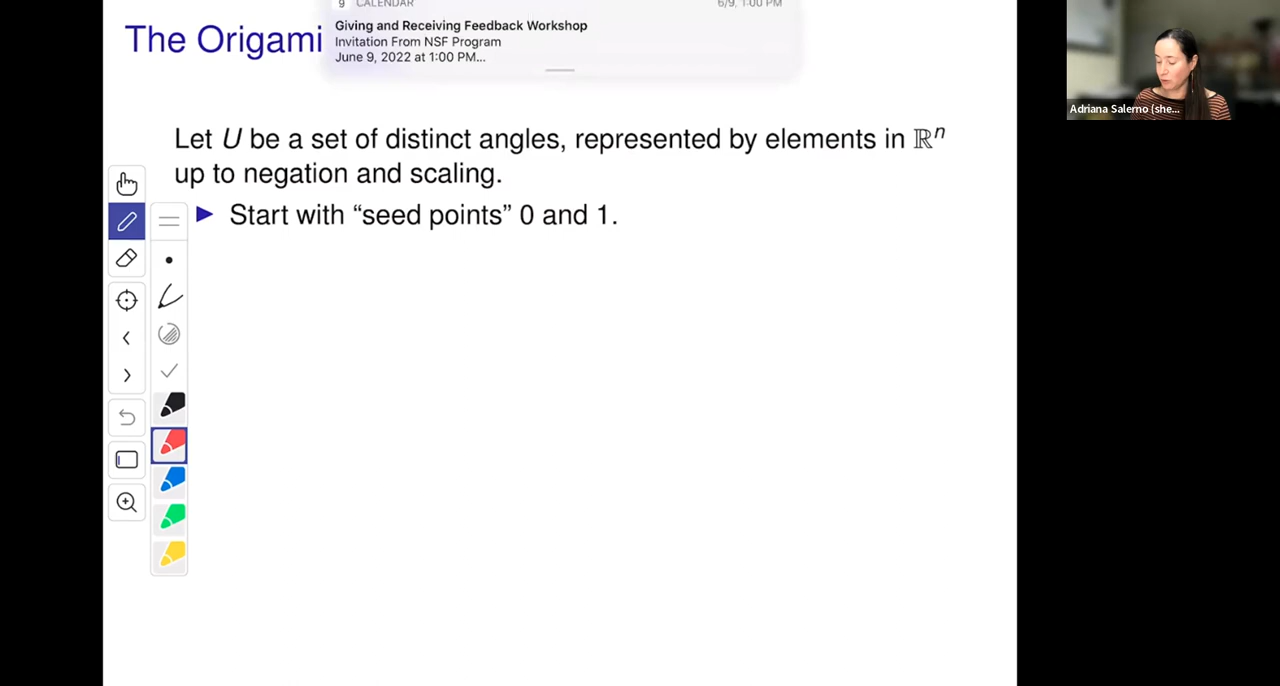 9 CALENDAR 6/9, 1:00 PM
The Origami
Giving and Receiving Feedback Workshop
Invitation From NSF Program
June 9, 2022 at 1:00 PM...
Adriana Salerno (she...
Let U be a set of distinct angles, represented by elements in ℝⁿ
up to negation and scaling.
► Start with “seed points” 0 and 1.